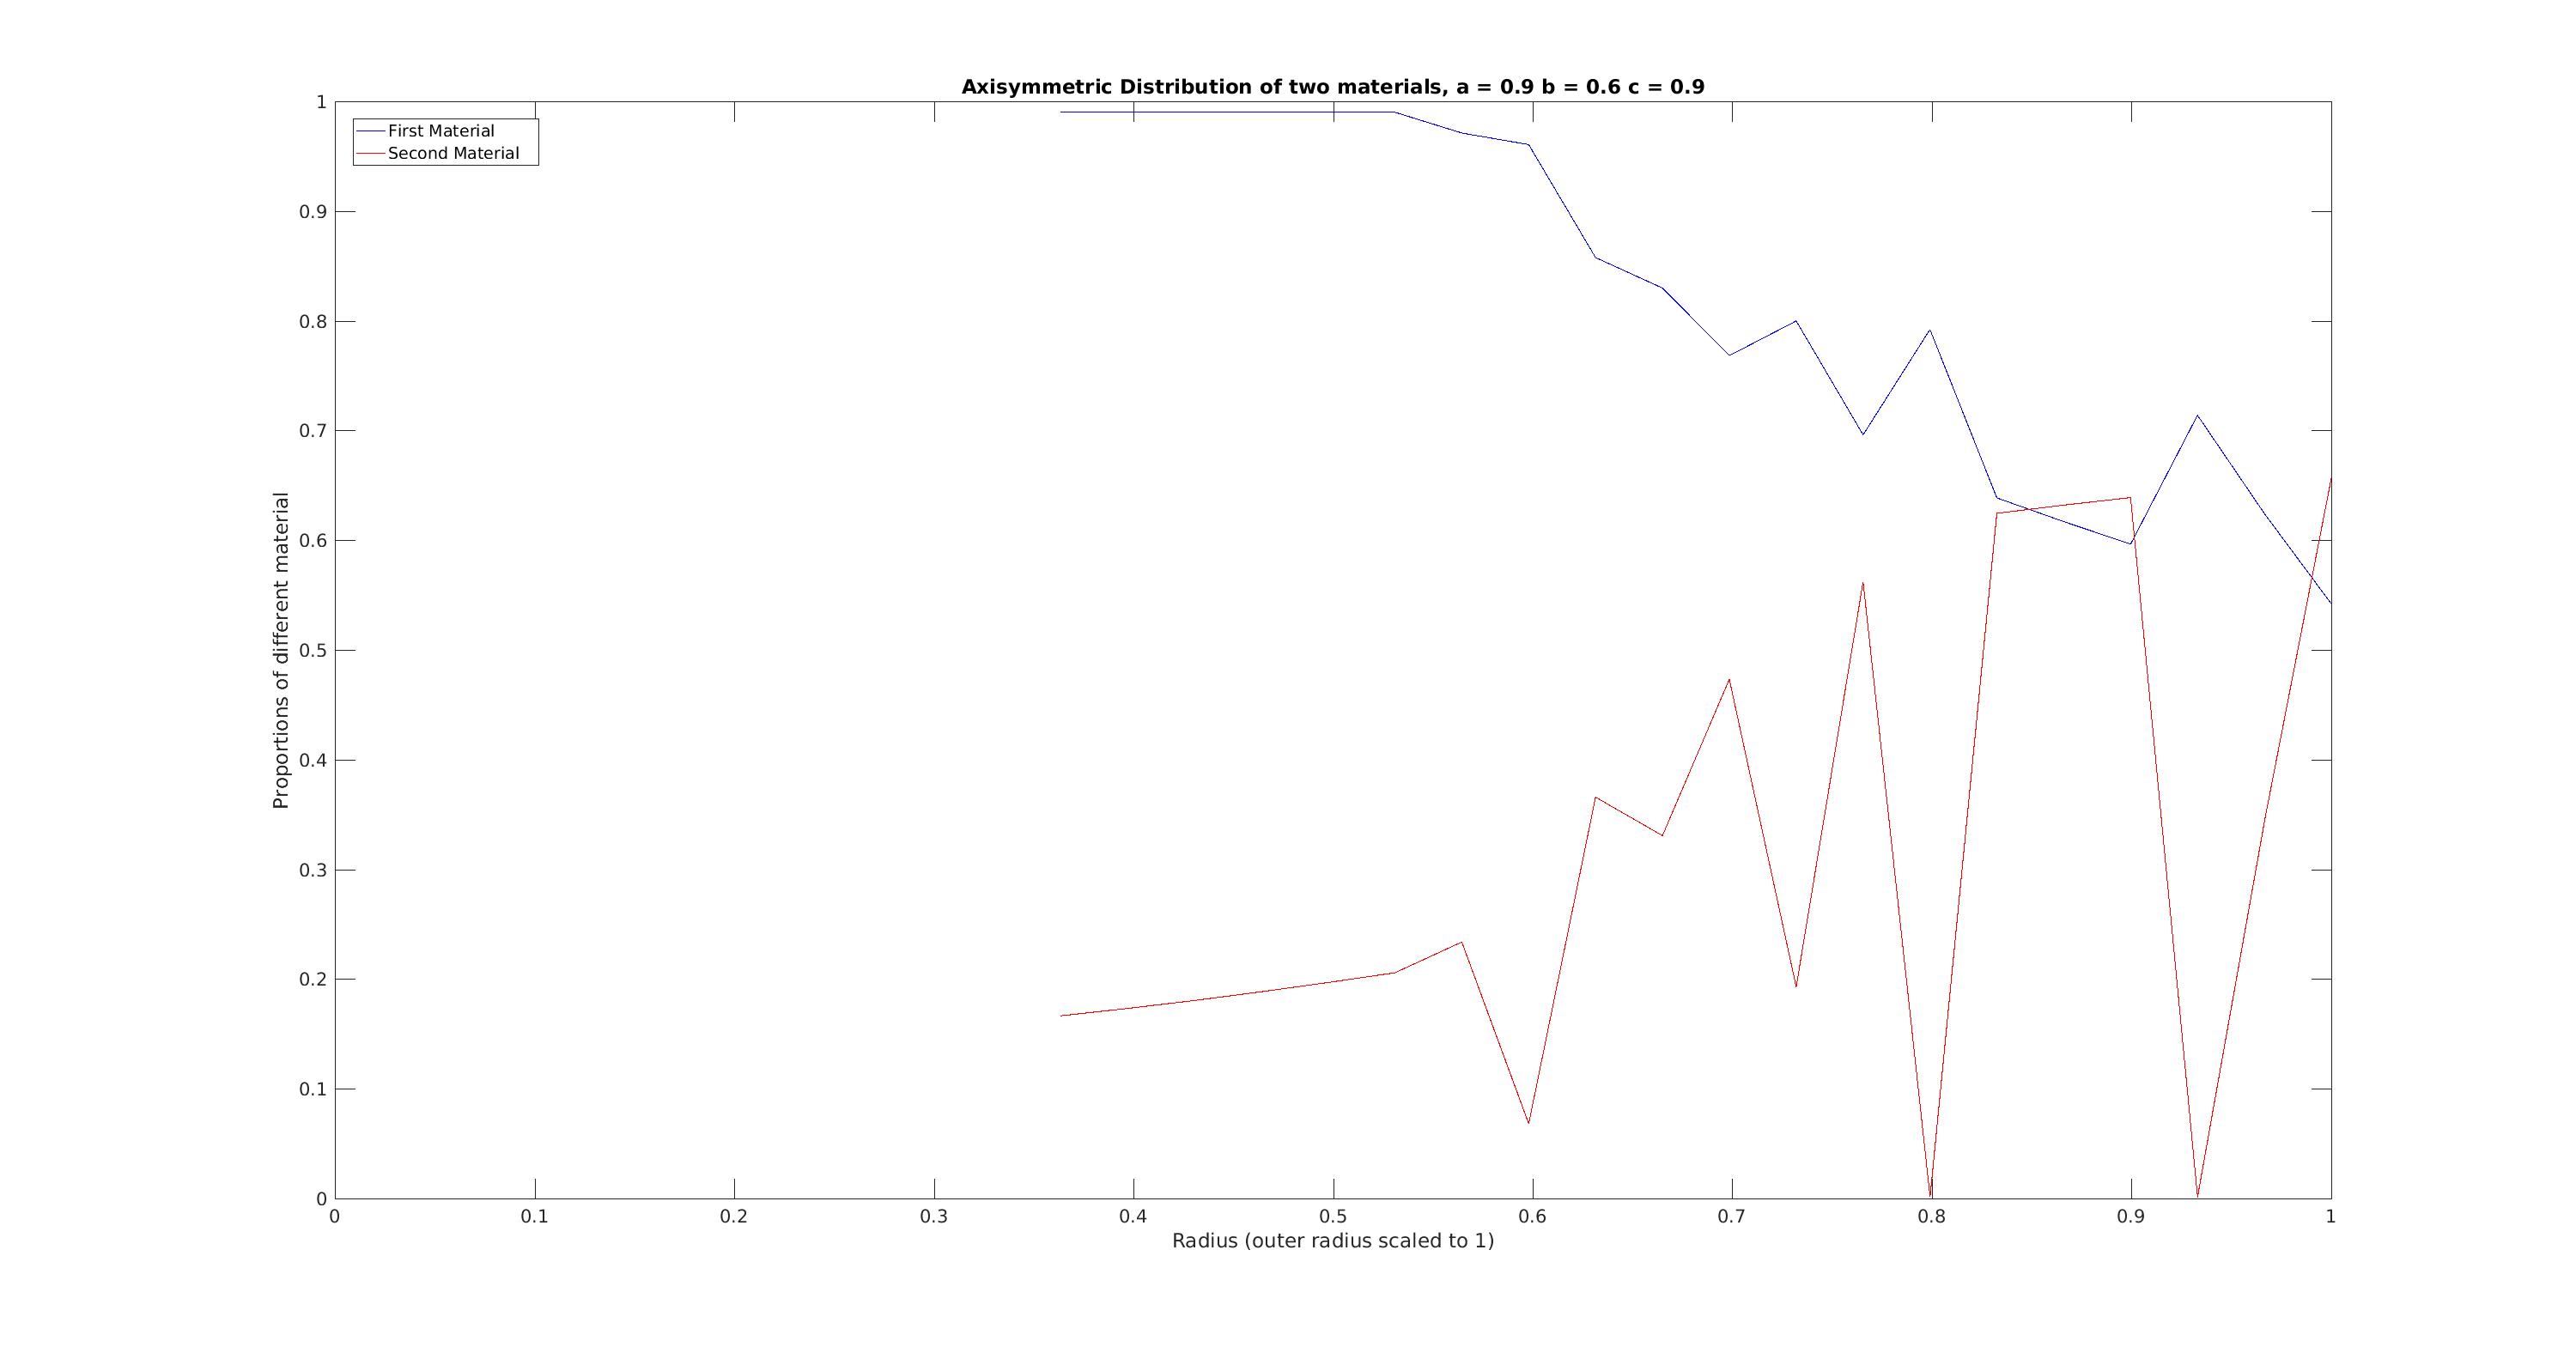 Axisymmetric Distribution of two materials, a = 0.9 b = 0.6 c = 0.9
First Material
Second Material
1
0.9
0.8
0.7
0.6
0.5
0.4
0.3
0.2
0.1
0
Proportions of different material
0 0.1 0.2 0.3 0.4 0.5 0.6 0.7 0.8 0.9 1
Radius (outer radius scaled to 1)